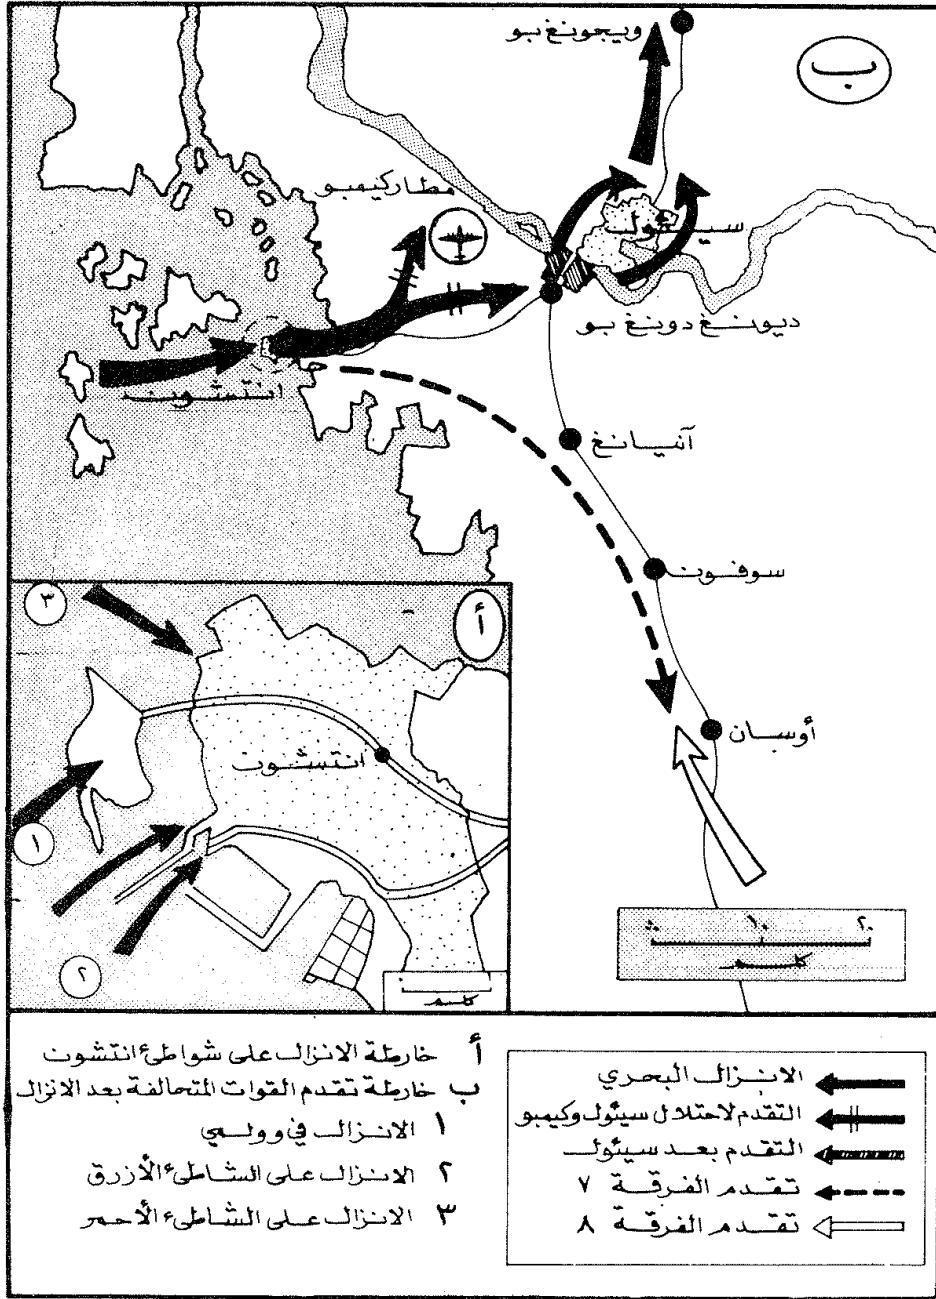 ب
ويجونغ بو
مطار كيمبو
سيئول
ديونغ دونغ بو
انتشون
آنيانغ
سوفون
أوسان
٢٠
١٠
كلم
أ
٣
انتشون
١
٢
كلم
أ خارطة الانزال على شواطئ انتشون
ب خارطة تقدم القوات المتحالفة بعد الانزال
١ الانزال في وولمي
٢ الانزال على الشاطئ الأزرق
٣ الانزال على الشاطئ الأحمر
الانزال البحري
التقدم لاحتلال سيئول وكيمبو
التقدم بعد سيئول
تقدم الفرقة ٧
تقدم الفرقة ٨